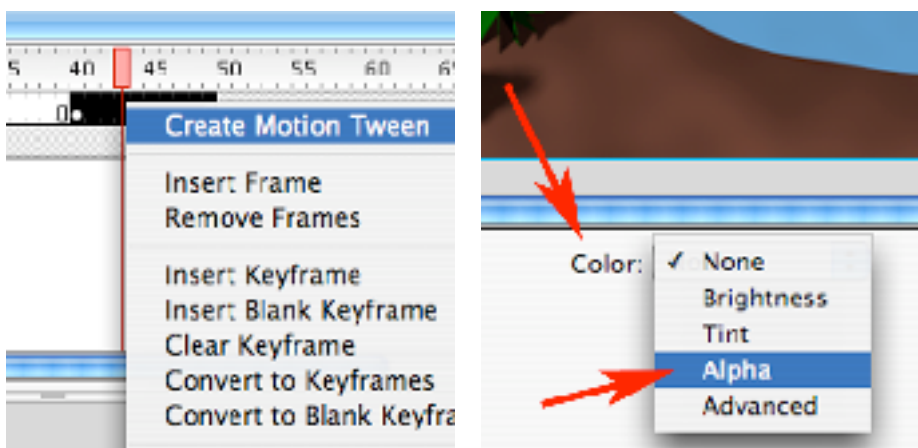 5 40 45 50 55 60 6
Create Motion Tween
Insert Frame
Remove Frames
Insert Keyframe
Insert Blank Keyframe
Clear Keyframe
Convert to Keyframes
Convert to Blank Keyfra
Color: ✓ None
Brightness
Tint
Alpha
Advanced